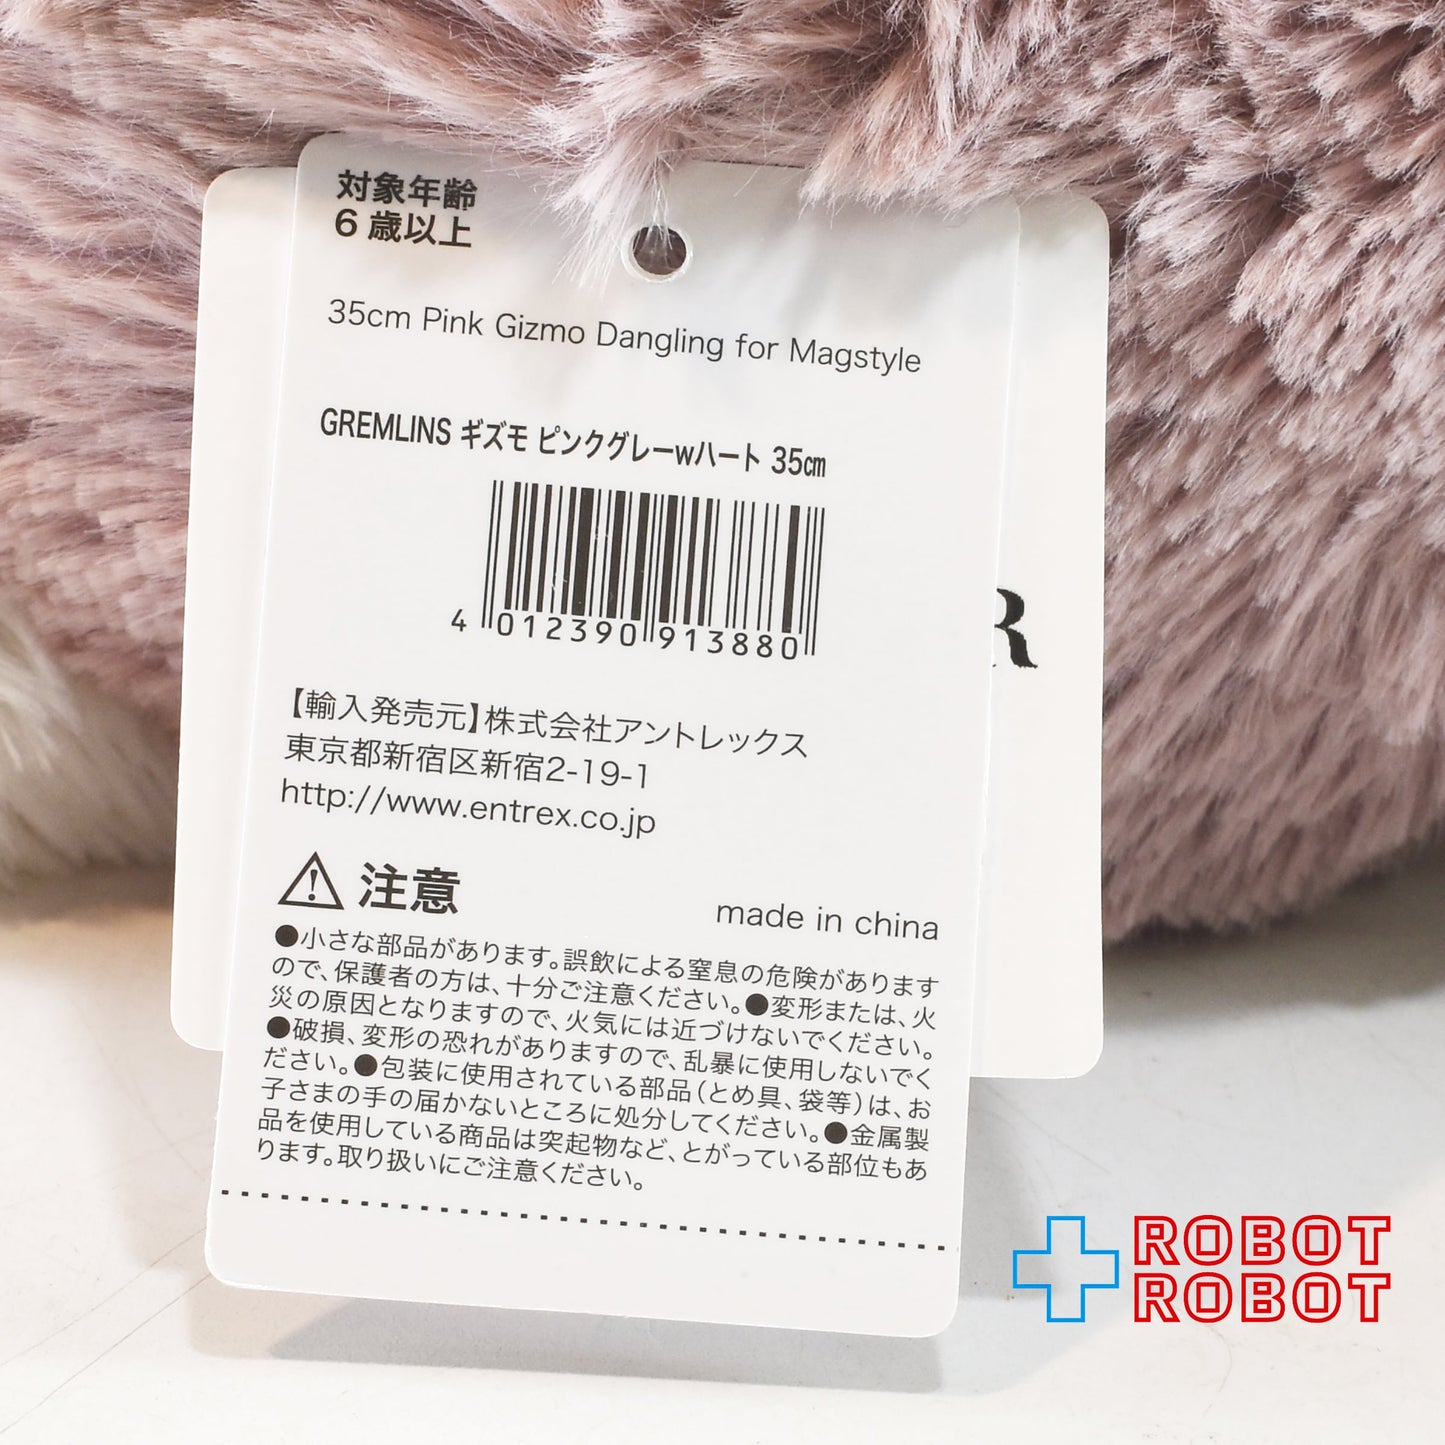 対象年齢
6歳以上
35cm Pink Gizmo Dangling for Magstyle
GREMLINS ギズモ ピンクグレーwハート 35㎝
4 012390 913880
【輸入発売元】株式会社アントレックス
東京都新宿区新宿2-19-1
http://www.entrex.co.jp
注意
made in china
●小さな部品があります。誤飲による窒息の危険があります
ので、保護者の方は、十分ご注意ください。●変形または、火
災の原因となりますので、火気には近づけないでください。
●破損、変形の恐れがありますので、乱暴に使用しないでく
ださい。●包装に使用されている部品(とめ具、袋等)は、お
子さまの手の届かないところに処分してください。●金属製
品を使用している商品は突起物など、とがっている部位もあ
ります。取り扱いにご注意ください。
R
ROBOT
ROBOT